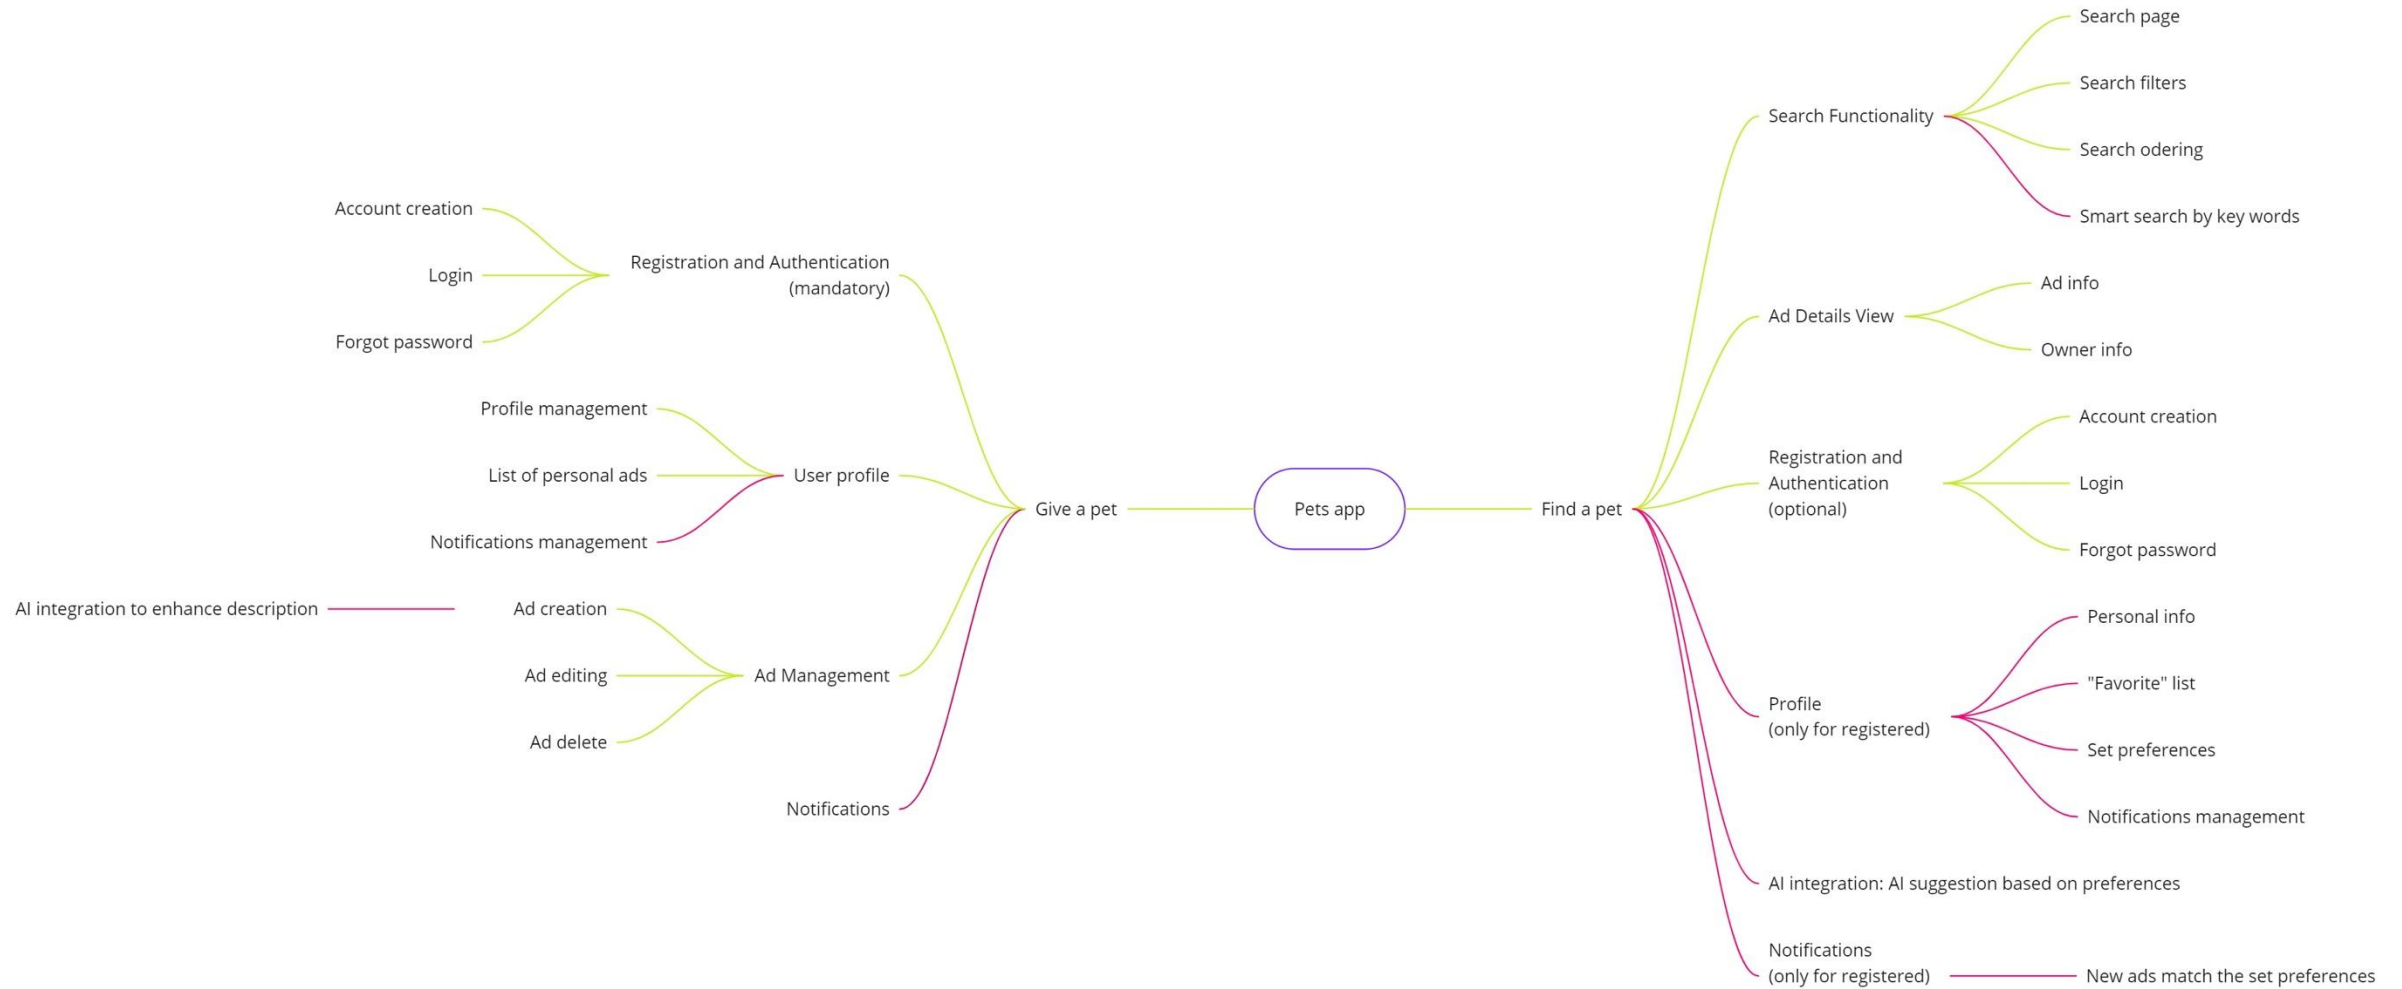 Pets app
Give a pet
Registration and Authentication
(mandatory)
Account creation
Login
Forgot password
User profile
Profile management
List of personal ads
Notifications management
Ad Management
Ad creation
AI integration to enhance description
Ad editing
Ad delete
Notifications
Find a pet
Search Functionality
Search page
Search filters
Search odering
Smart search by key words
Ad Details View
Ad info
Owner info
Registration and
Authentication
(optional)
Account creation
Login
Forgot password
Profile
(only for registered)
Personal info
"Favorite" list
Set preferences
Notifications management
AI integration: AI suggestion based on preferences
Notifications
(only for registered)
New ads match the set preferences